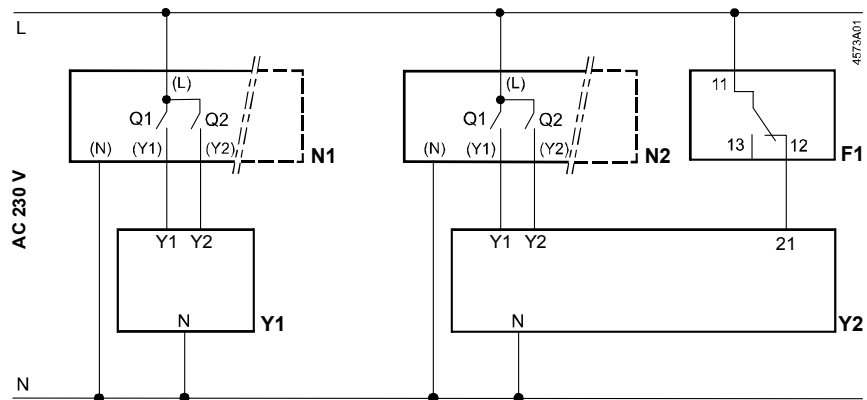 L
4573A01
(L)
(L)
11
Q1
Q2
Q1
Q2
(N)
(Y1)
(Y2)
N1
(N)
(Y1)
(Y2)
N2
13
12
F1
AC 230 V
Y1
Y2
Y1
Y2
21
N
Y1
N
Y2
N